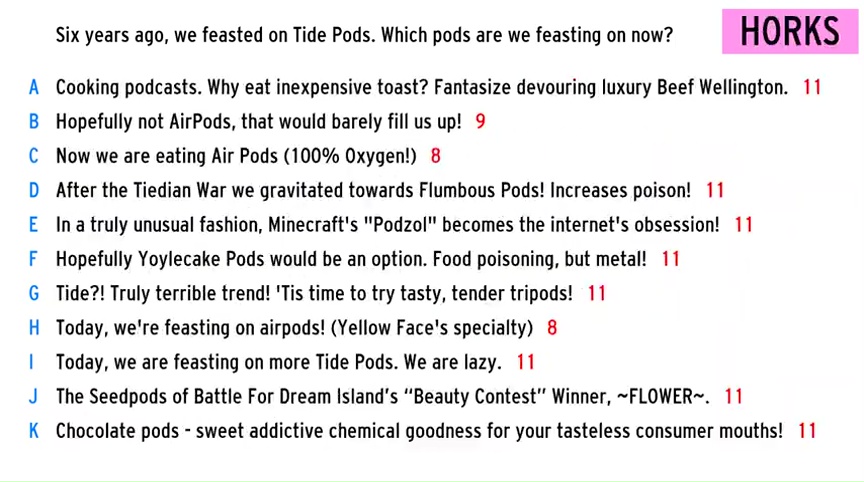 Six years ago, we feasted on Tide Pods. Which pods are we feasting on now?
HORKS
A Cooking podcasts. Why eat inexpensive toast? Fantasize devouring luxury Beef Wellington. 11
B Hopefully not AirPods, that would barely fill us up! 9
C Now we are eating Air Pods (100% Oxygen!) 8
D After the Tiedian War we gravitated towards Flumbous Pods! Increases poison! 11
E In a truly unusual fashion, Minecraft's "Podzol" becomes the internet's obsession! 11
F Hopefully Yoylecake Pods would be an option. Food poisoning, but metal! 11
G Tide?! Truly terrible trend! 'Tis time to try tasty, tender tripods! 11
H Today, we're feasting on airpods! (Yellow Face's specialty) 8
I Today, we are feasting on more Tide Pods. We are lazy. 11
J The Seedpods of Battle For Dream Island’s “Beauty Contest” Winner, ~FLOWER~. 11
K Chocolate pods - sweet addictive chemical goodness for your tasteless consumer mouths! 11